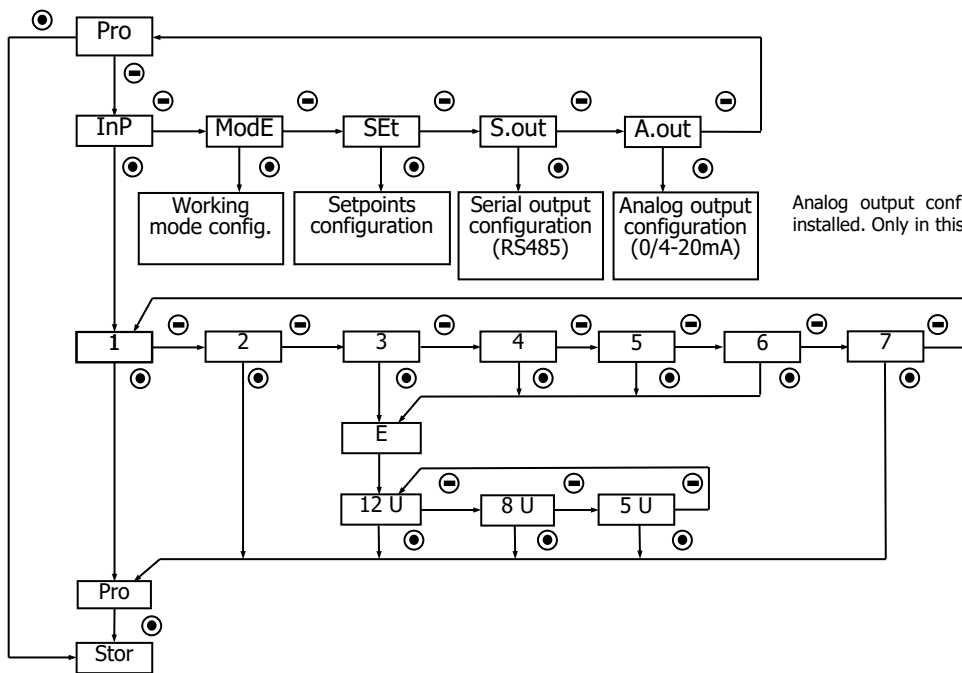 Pro
InP
ModE
SEt
S.out
A.out
Working
mode config.
Setpoints
configuration
Serial output
configuration
(RS485)
Analog output
configuration
(0/4-20mA)
Analog output conf
installed. Only in this
1
2
3
4
5
6
7
E
12 U
8 U
5 U
Pro
Stor